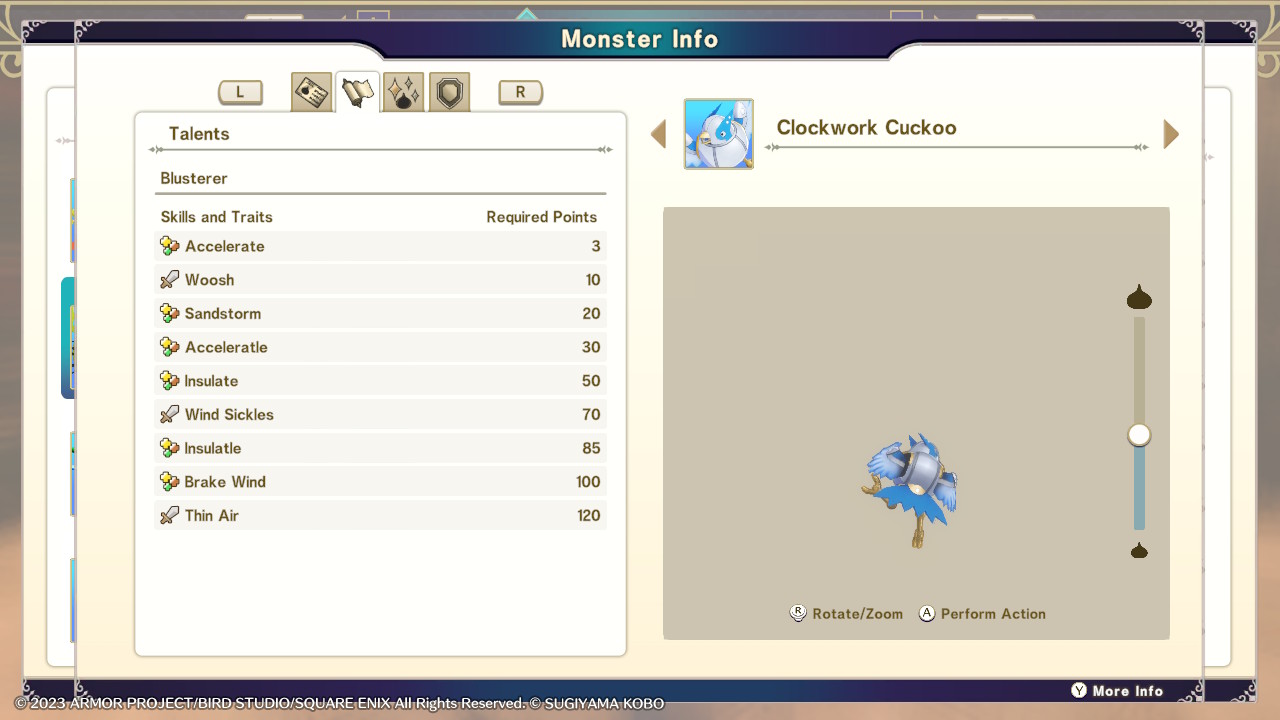 Monster Info
L
R
Talents
Blusterer
Skills and Traits Required Points
Accelerate 3
Woosh 10
Sandstorm 20
Acceleratle 30
Insulate 50
Wind Sickles 70
Insulatle 85
Brake Wind 100
Thin Air 120
Clockwork Cuckoo
R Rotate/Zoom A Perform Action
Y More Info
© 2023 ARMOR PROJECT/BIRD STUDIO/SQUARE ENIX All Rights Reserved. © SUGIYAMA KOBO